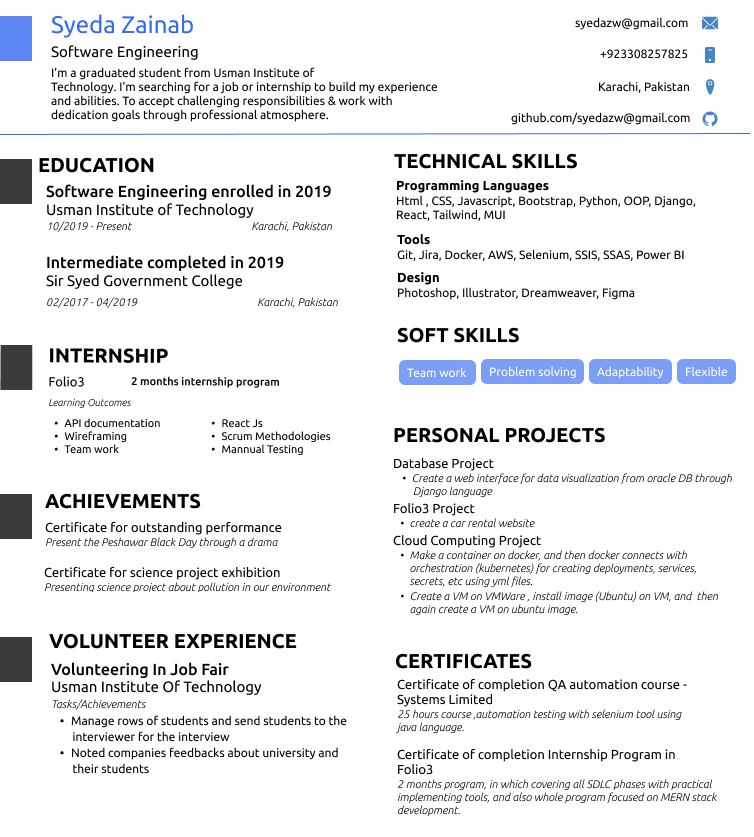 Syeda Zainab
Software Engineering
I'm a graduated student from Usman Institute of
Technology. I'm searching for a job or internship to build my experience
and abilities. To accept challenging responsibilities & work with
dedication goals through professional atmosphere.
syedazw@gmail.com
+923308257825
Karachi, Pakistan
github.com/syedazw@gmail.com
EDUCATION
Software Engineering enrolled in 2019
Usman Institute of Technology
10/2019 - Present Karachi, Pakistan
Intermediate completed in 2019
Sir Syed Government College
02/2017 - 04/2019 Karachi, Pakistan
INTERNSHIP
Folio3 2 months internship program
Learning Outcomes
• API documentation
• Wireframing
• Team work
• React Js
• Scrum Methodologies
• Mannual Testing
ACHIEVEMENTS
Certificate for outstanding performance
Present the Peshawar Black Day through a drama
Certificate for science project exhibition
Presenting science project about pollution in our environment
VOLUNTEER EXPERIENCE
Volunteering In Job Fair
Usman Institute Of Technology
Tasks/Achievements
• Manage rows of students and send students to the
interviewer for the interview
• Noted companies feedbacks about university and
their students
TECHNICAL SKILLS
Programming Languages
Html , CSS, Javascript, Bootstrap, Python, OOP, Django,
React, Tailwind, MUI
Tools
Git, Jira, Docker, AWS, Selenium, SSIS, SSAS, Power BI
Design
Photoshop, Illustrator, Dreamweaver, Figma
SOFT SKILLS
Team work Problem solving Adaptability Flexible
PERSONAL PROJECTS
Database Project
• Create a web interface for data visualization from oracle DB through
Django language
Folio3 Project
• create a car rental website
Cloud Computing Project
• Make a container on docker, and then docker connects with
orchestration (kubernetes) for creating deployments, services,
secrets, etc using yml files.
• Create a VM on VMWare , install image (Ubuntu) on VM, and then
again create a VM on ubuntu image.
CERTIFICATES
Certificate of completion QA automation course -
Systems Limited
25 hours course ,automation testing with selenium tool using
java language.
Certificate of completion Internship Program in
Folio3
2 months program, in which covering all SDLC phases with practical
implementing tools, and also whole program focused on MERN stack
development.